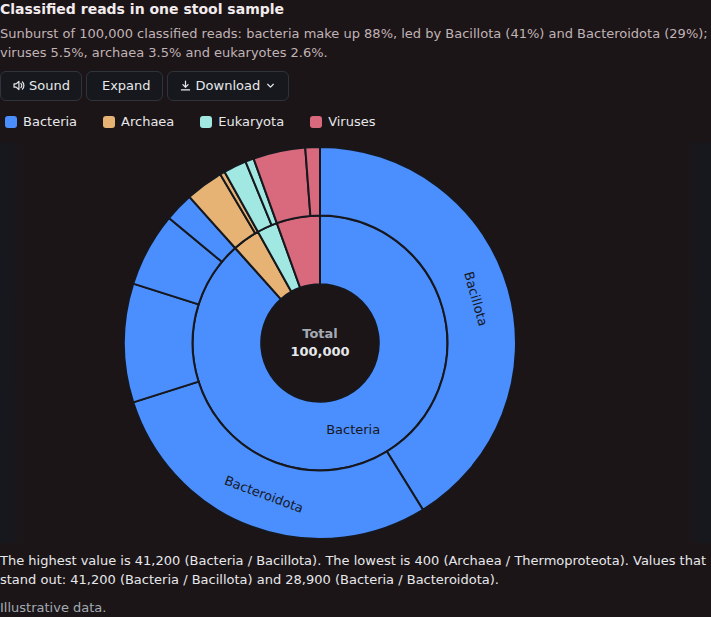 Classified reads in one stool sample
Sunburst of 100,000 classified reads: bacteria make up 88%, led by Bacillota (41%) and Bacteroidota (29%);
viruses 5.5%, archaea 3.5% and eukaryotes 2.6%.
Sound Expand Download
Bacteria Archaea Eukaryota Viruses
Bacillota
Total
100,000
Bacteria
Bacteroidota
The highest value is 41,200 (Bacteria / Bacillota). The lowest is 400 (Archaea / Thermoproteota). Values that
stand out: 41,200 (Bacteria / Bacillota) and 28,900 (Bacteria / Bacteroidota).
Illustrative data.